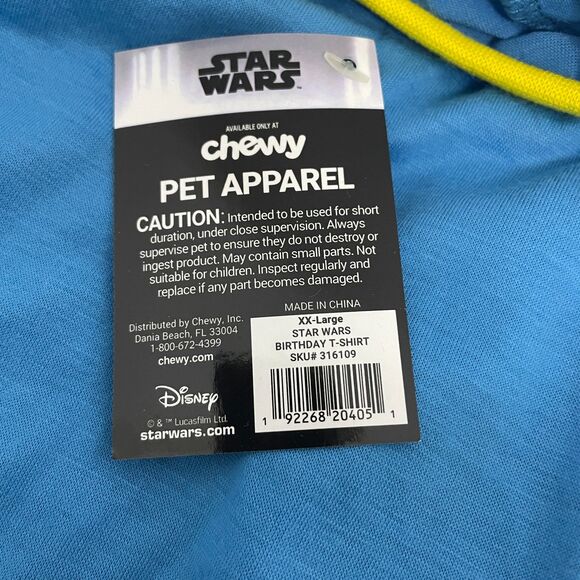 STAR
WARS
AVAILABLE ONLY AT
chewy
PET APPAREL
CAUTION: Intended to be used for short
duration, under close supervision. Always
supervise pet to ensure they do not destroy or
ingest product. May contain small parts. Not
suitable for children. Inspect regularly and
replace if any part becomes damaged.
MADE IN CHINA
Distributed by Chewy, Inc.
Dania Beach, FL 33004
1-800-672-4399
chewy.com
XX-Large
STAR WARS
BIRTHDAY T-SHIRT
SKU# 316109
1 92268 20405 1
Disney
© & ™ Lucasfilm Ltd.
starwars.com